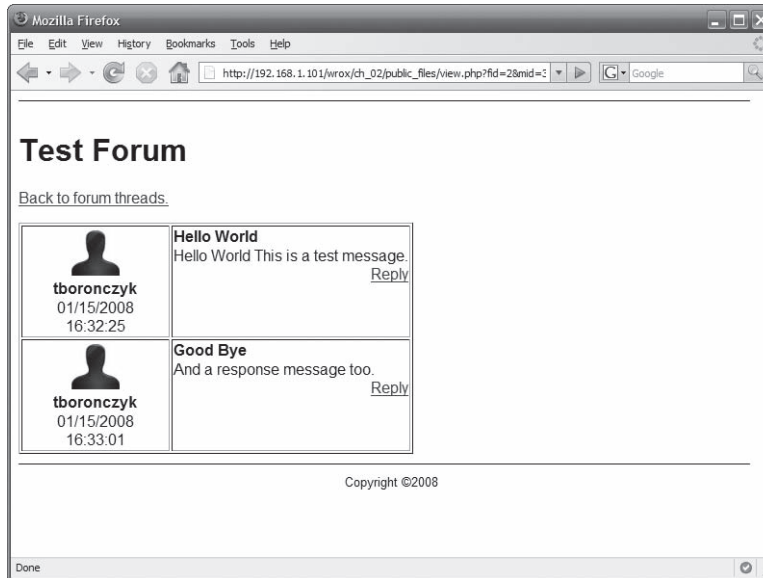 Mozilla Firefox
File Edit View History Bookmarks Tools Help
http://192.168.1.101/wrox/ch_02/public_files/view.php?fid=2&mid=3
G Google
Test Forum
Back to forum threads.
Hello World
Hello World This is a test message.
Reply
tboronczyk
01/15/2008
16:32:25
Good Bye
And a response message too.
Reply
tboronczyk
01/15/2008
16:33:01
Copyright ©2008
Done